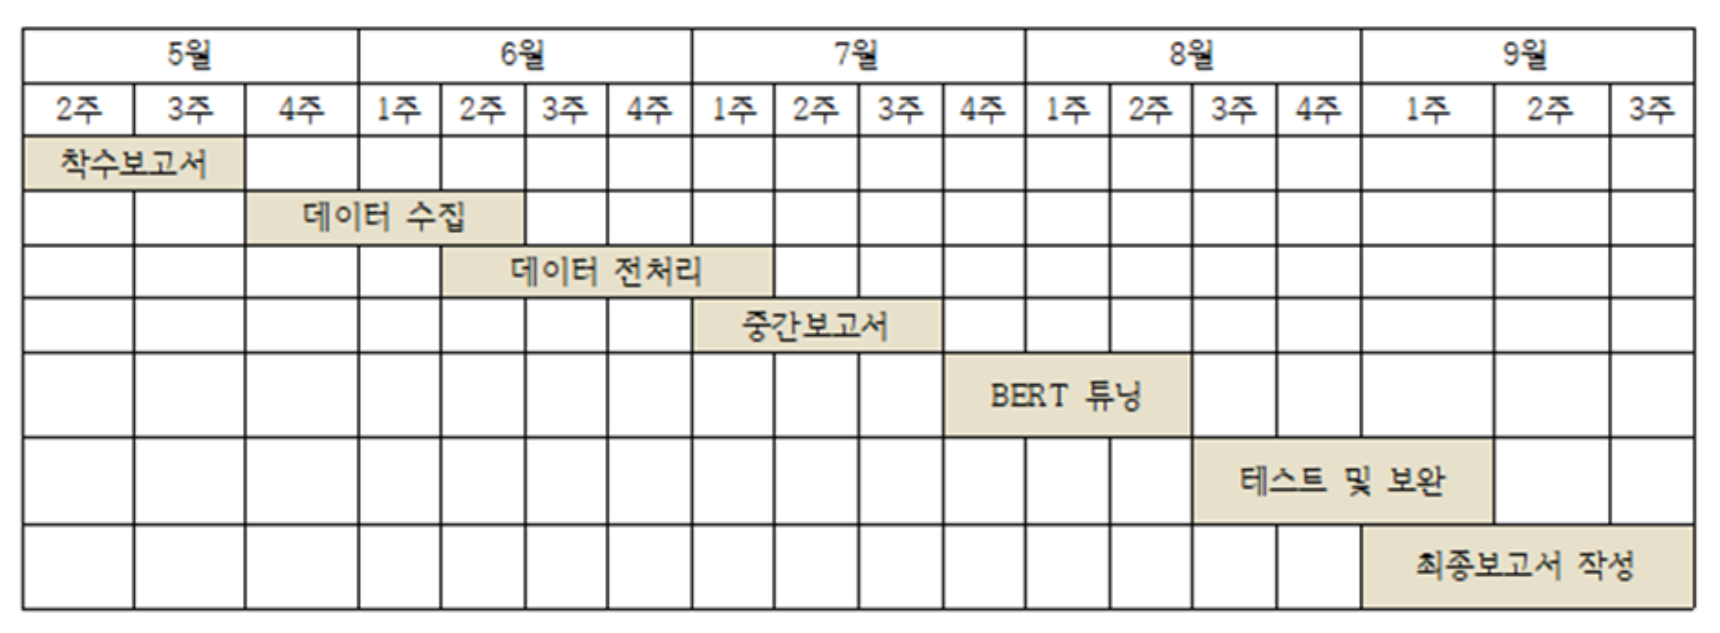 5월 6월 7월 8월 9월
2주 3주 4주 1주 2주 3주 4주 1주 2주 3주 4주 1주 2주 3주 4주 1주 2주 3주
착수보고서
데이터 수집
데이터 전처리
중간보고서
BERT 튜닝
테스트 및 보완
최종보고서 작성